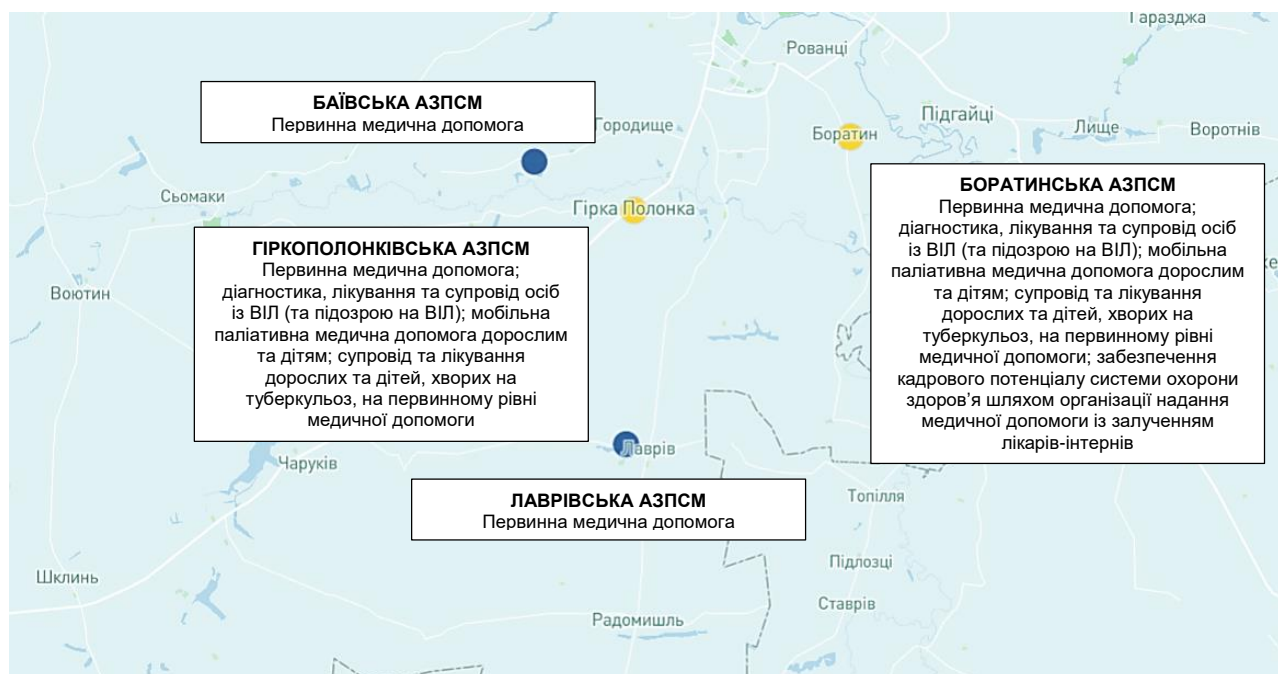 Гаразджа
Рованці
БАЇВСЬКА АЗПСМ
Первинна медична допомога
Городище
Боратин
Підгайці
Лище
Воротнів
Сьомаки
Гірка Полонка
БОРАТИНСЬКА АЗПСМ
Первинна медична допомога;
діагностика, лікування та супровід осіб
із ВІЛ (та підозрою на ВІЛ); мобільна
паліативна медична допомога дорослим
та дітям; супровід та лікування
дорослих та дітей, хворих на
туберкульоз, на первинному рівні
медичної допомоги; забезпечення
кадрового потенціалу системи охорони
здоров’я шляхом організації надання
медичної допомоги із залученням
лікарів-інтернів
ГІРКОПОЛОНКІВСЬКА АЗПСМ
Первинна медична допомога;
діагностика, лікування та супровід осіб
із ВІЛ (та підозрою на ВІЛ); мобільна
паліативна медична допомога дорослим
та дітям; супровід та лікування
дорослих та дітей, хворих на
туберкульоз, на первинному рівні
медичної допомоги
Воютин
Лаврів
Чаруків
ЛАВРІВСЬКА АЗПСМ
Первинна медична допомога
Топілля
Підлозці
Шклинь
Ставрів
Радомишль